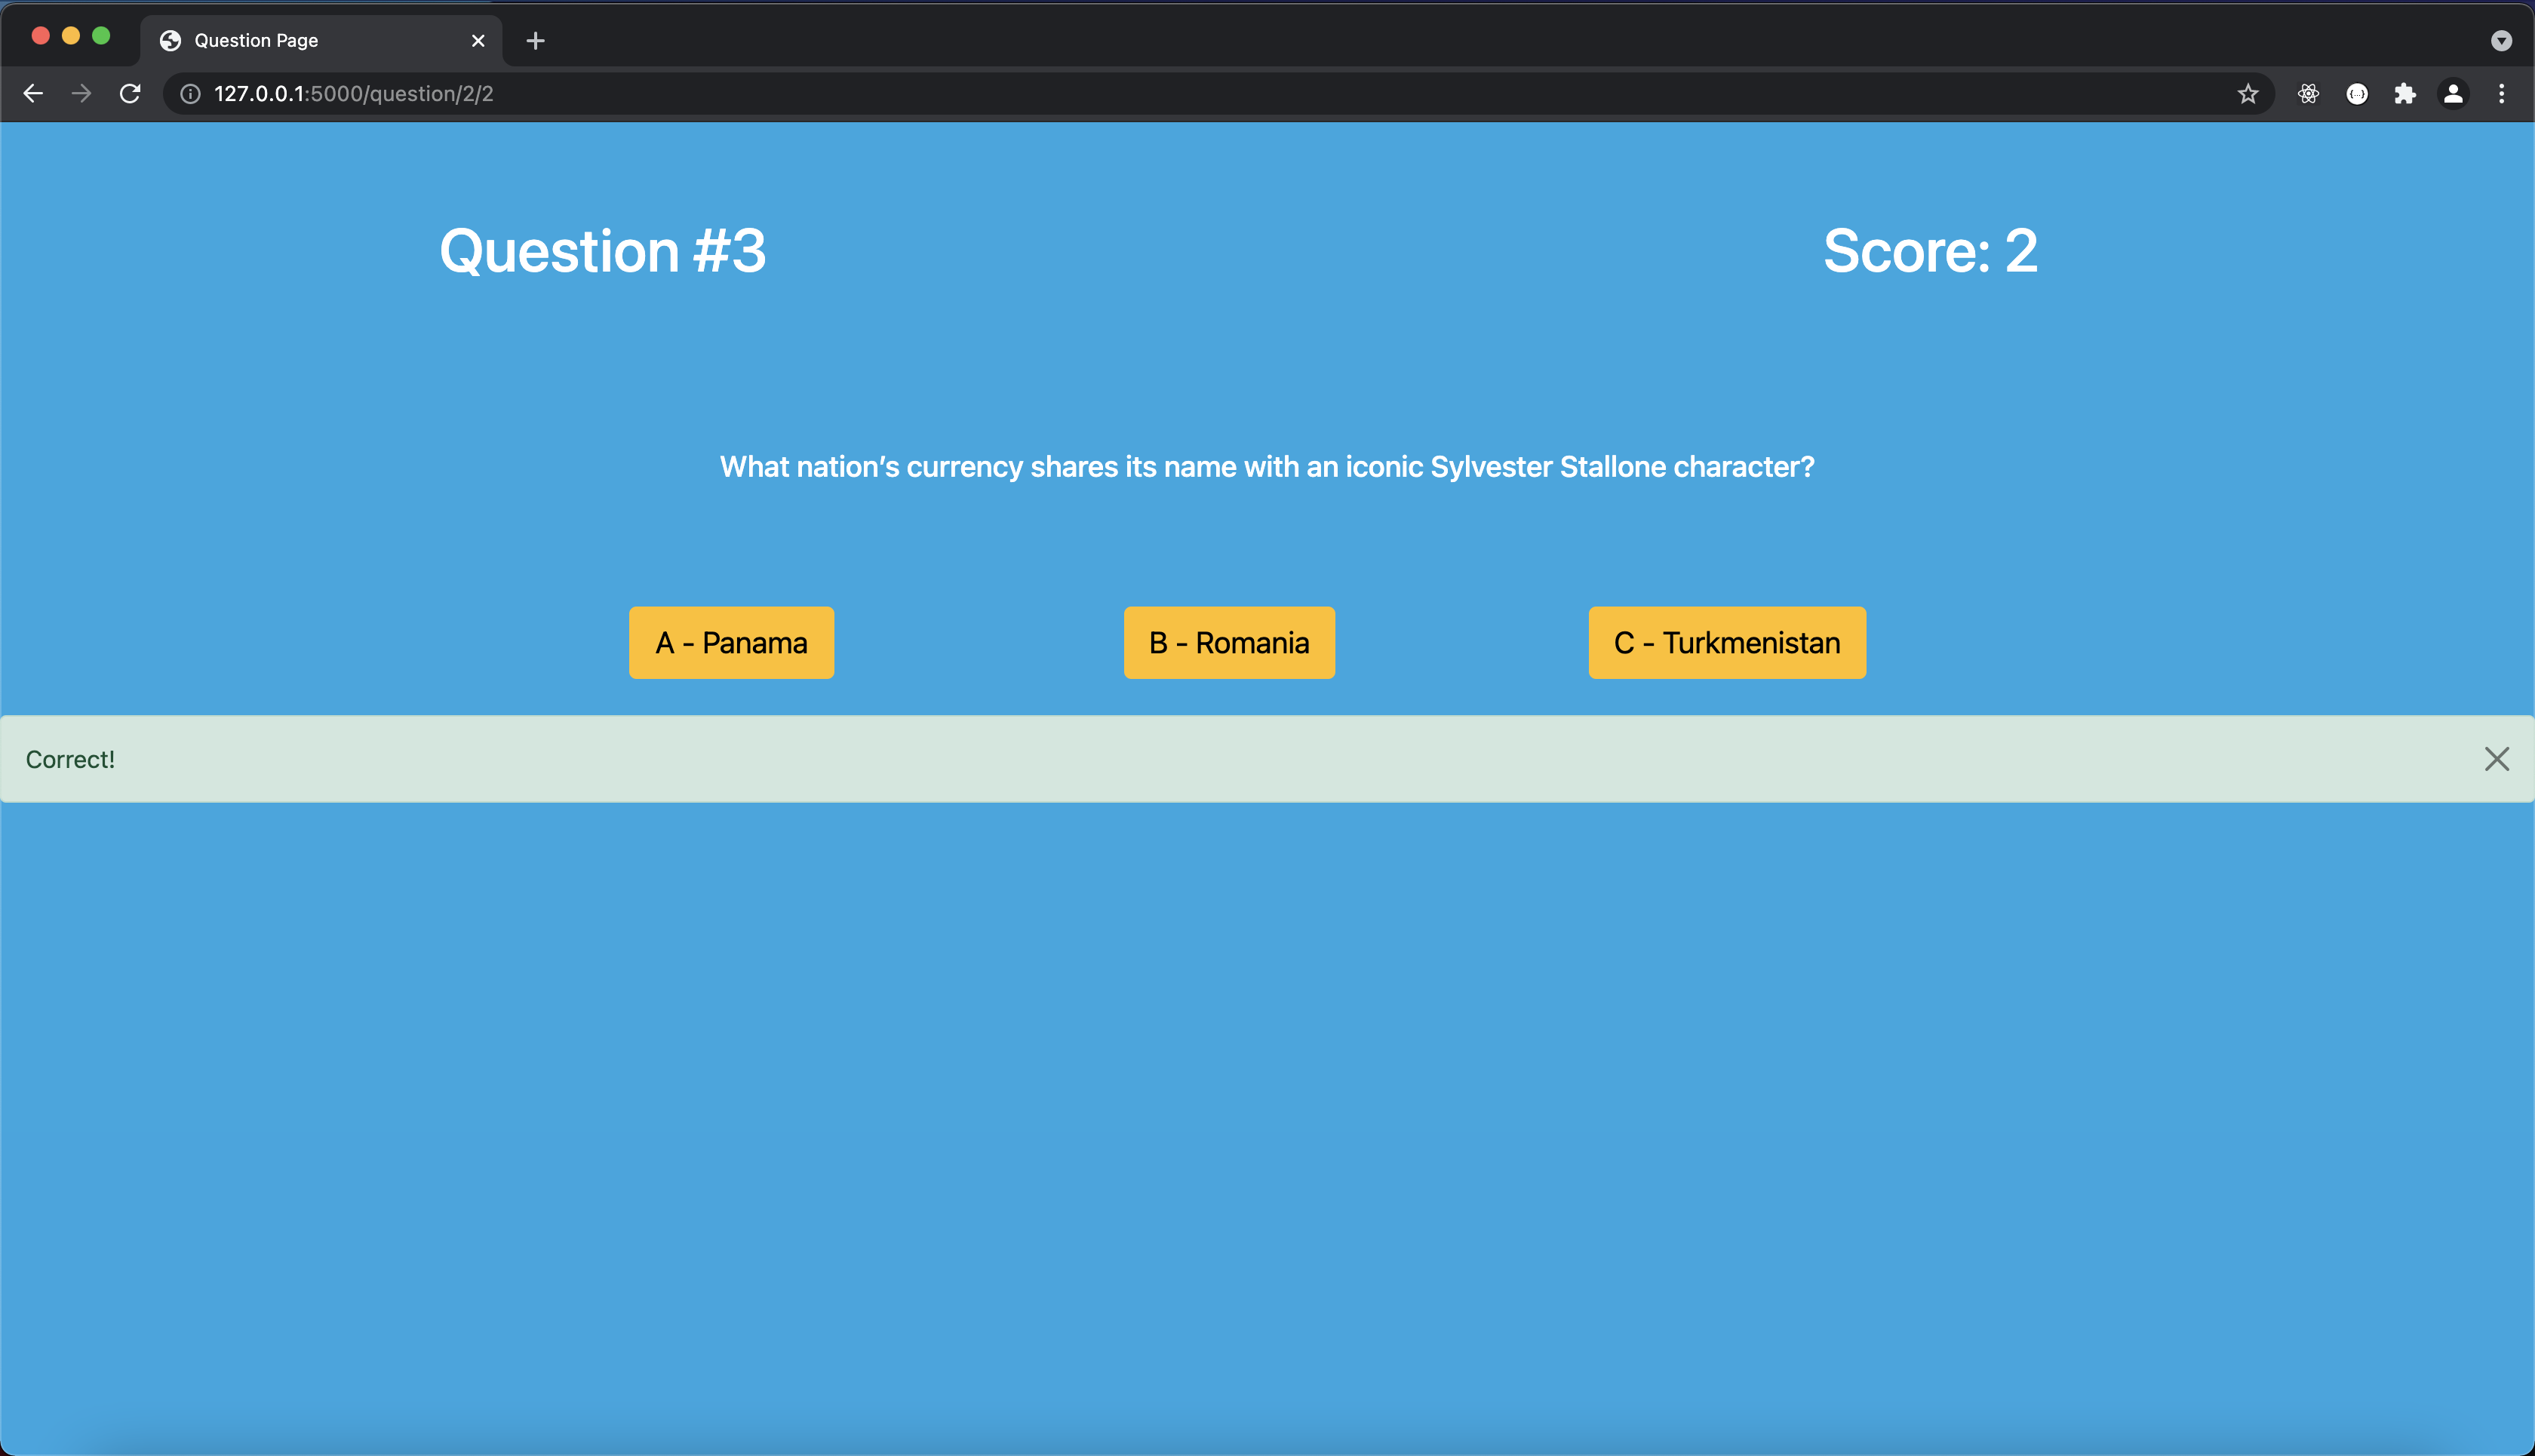 Question Page
127.0.0.1:5000/question/2/2
Question #3
Score: 2
What nation’s currency shares its name with an iconic Sylvester Stallone character?
A - Panama
B - Romania
C - Turkmenistan
Correct!